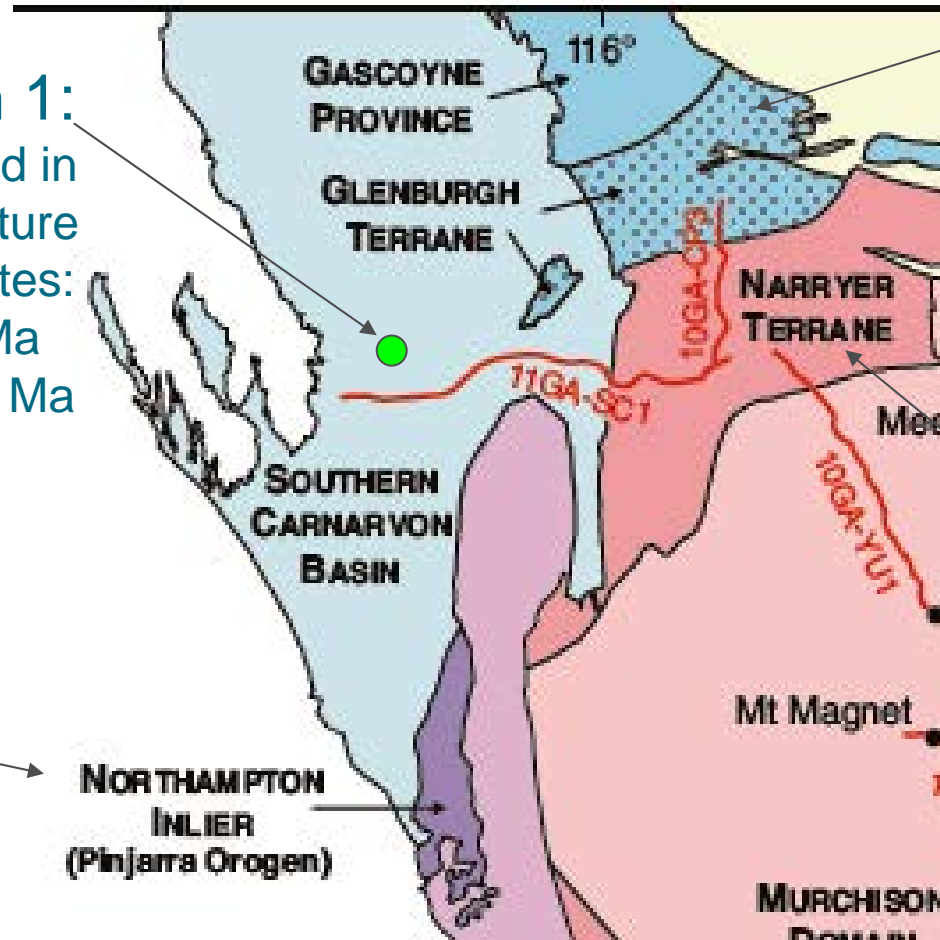 116°
GASCOYNE
PROVINCE
1:
d in
ture
tes:
Ma
Ma
GLENBURGH
TERRANE
10GA-CP3
NARRYER
TERRANE
11GA-SC1
10GA-YU1
SOUTHERN
CARNARVON
BASIN
Mt Magnet
NORTHAMPTON
INLIER
(Pinjarra Orogen)
MURCHISON
DOMAIN